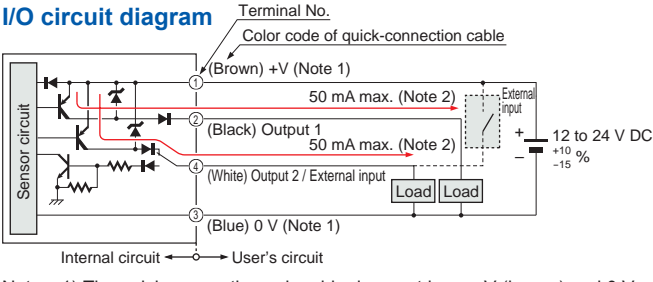 I/O circuit diagram
Terminal No.
Color code of quick-connection cable
1
(Brown) +V (Note 1)
50 mA max. (Note 2)
External
input
2
(Black) Output 1
50 mA max. (Note 2)
+
−
12 to 24 V DC
+10
−15 %
Sensor circuit
4
(White) Output 2 / External input
Load
Load
3
(Blue) 0 V (Note 1)
Internal circuit
User's circuit